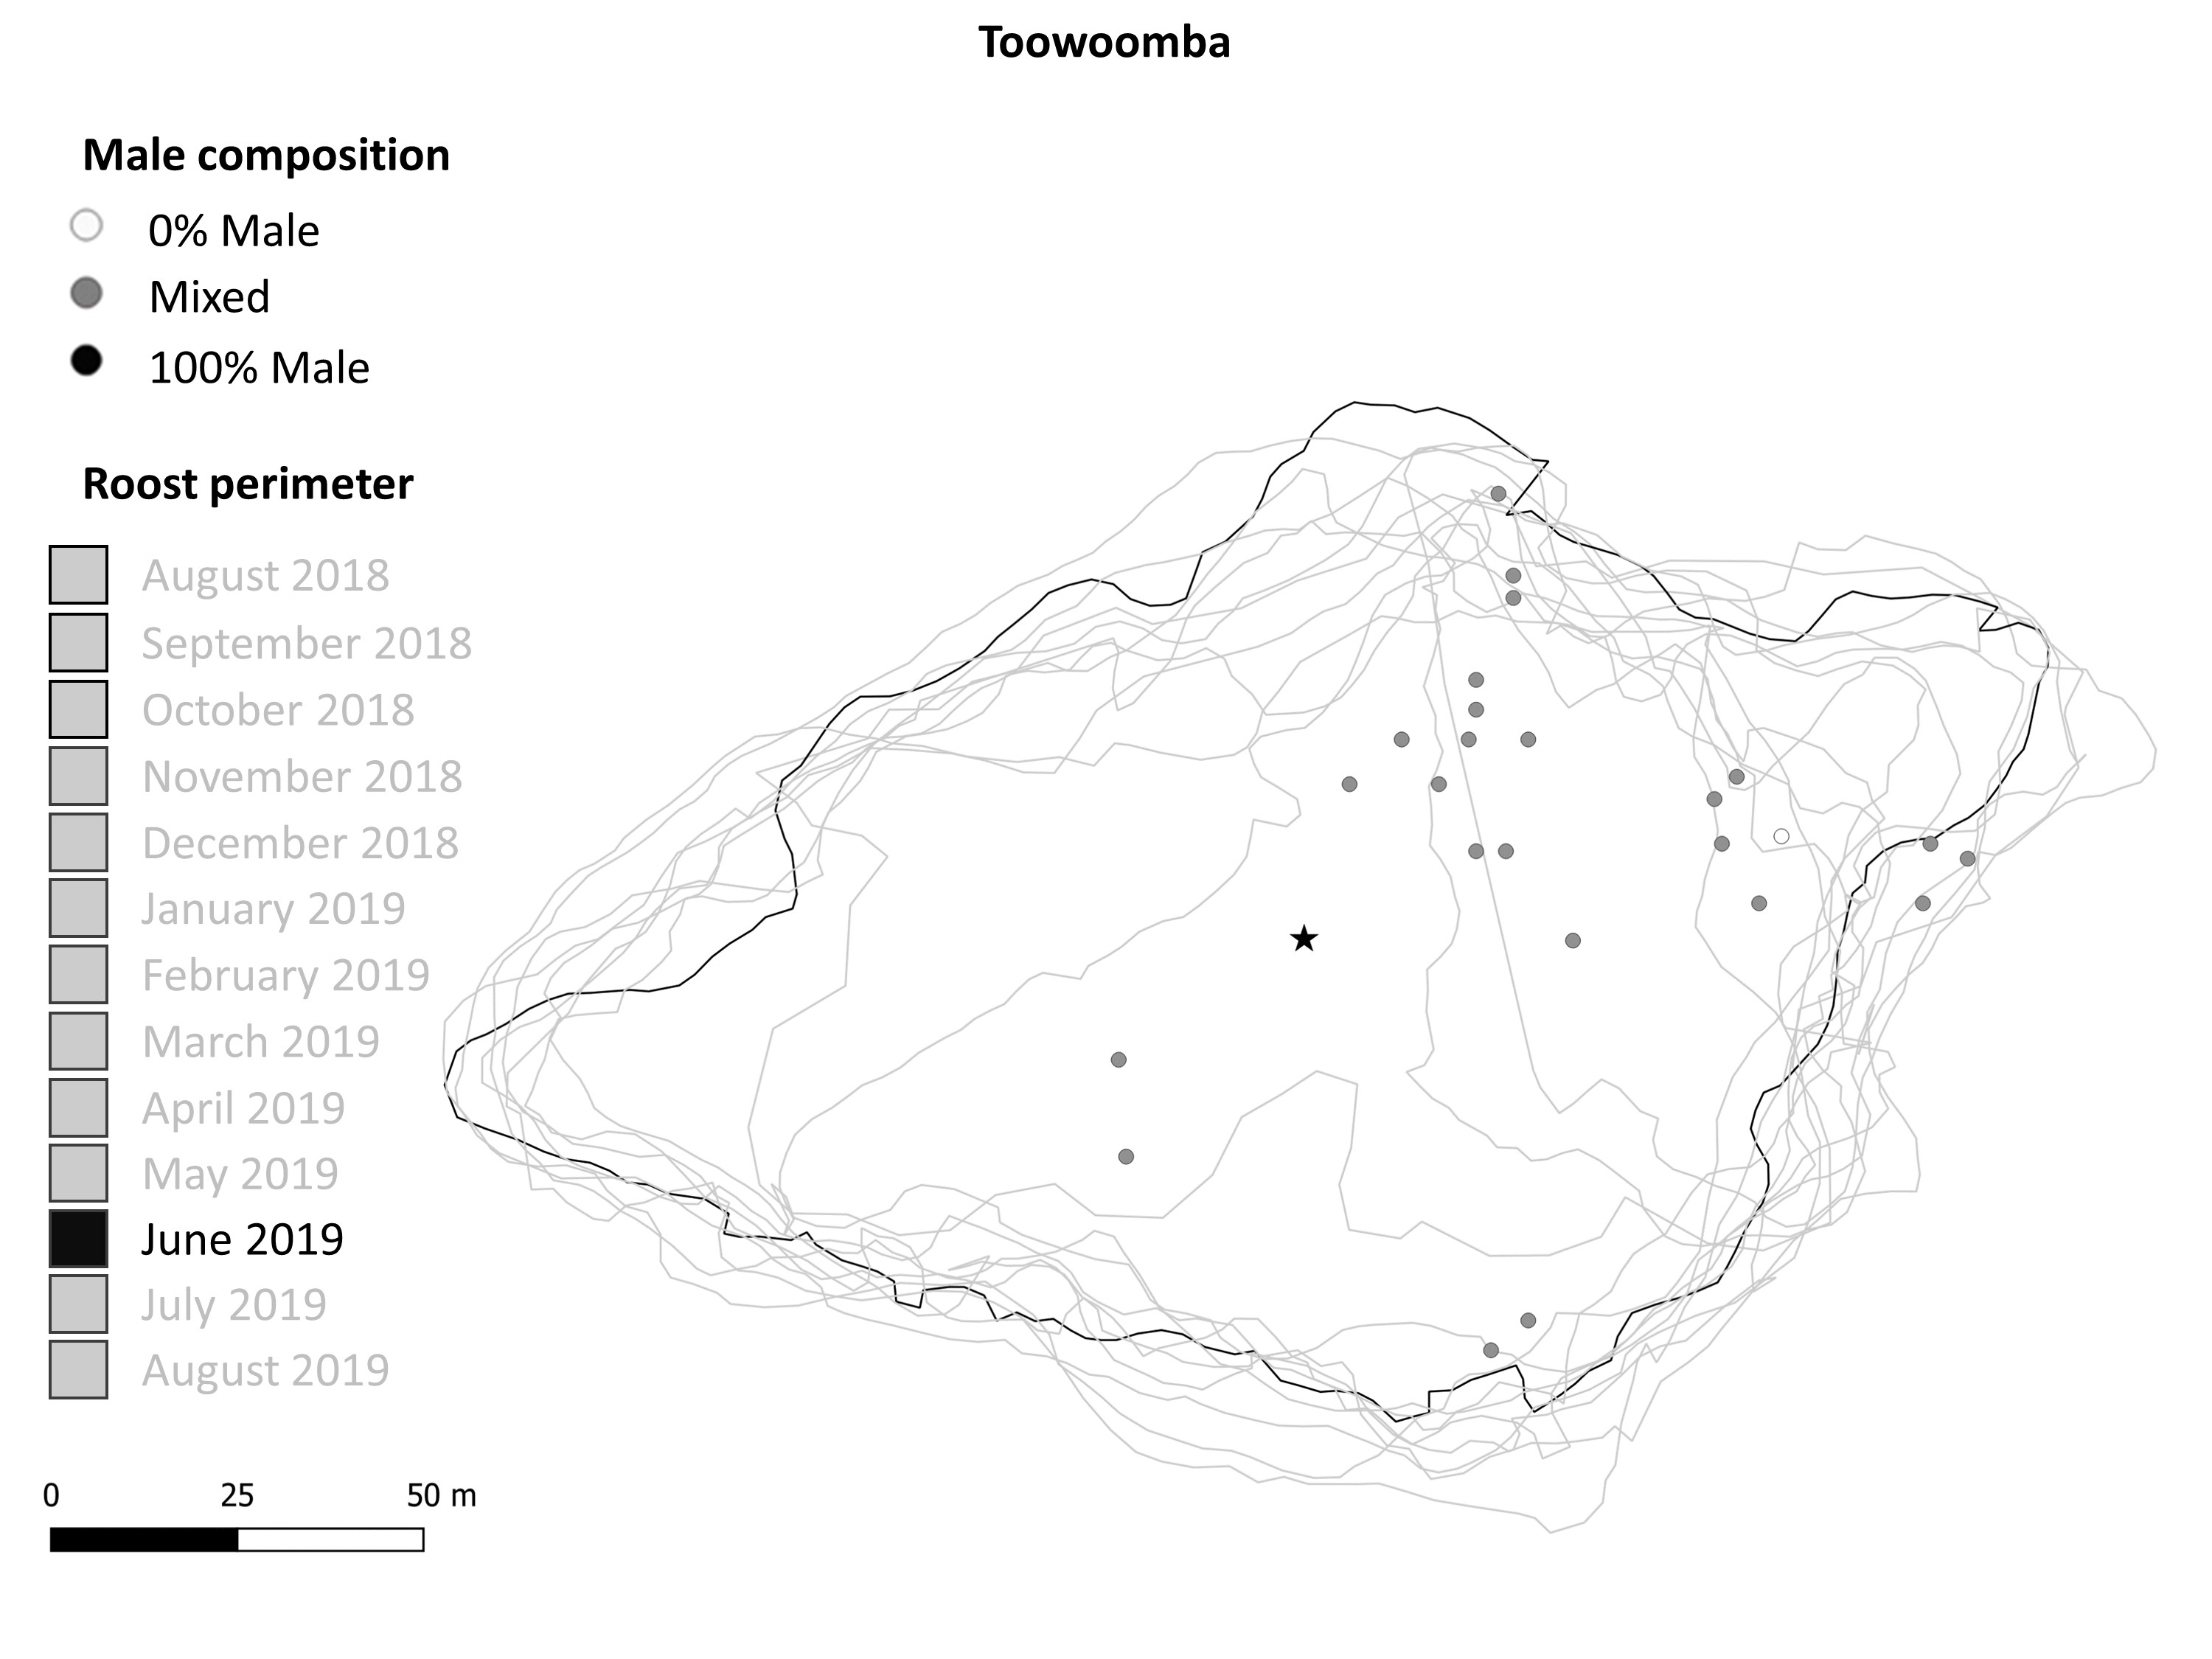 Toowoomba
Male composition
0% Male
Mixed
100% Male
Roost perimeter
August 2018
September 2018
October 2018
November 2018
December 2018
January 2019
February 2019
March 2019
April 2019
May 2019
June 2019
July 2019
August 2019
0 25 50 m